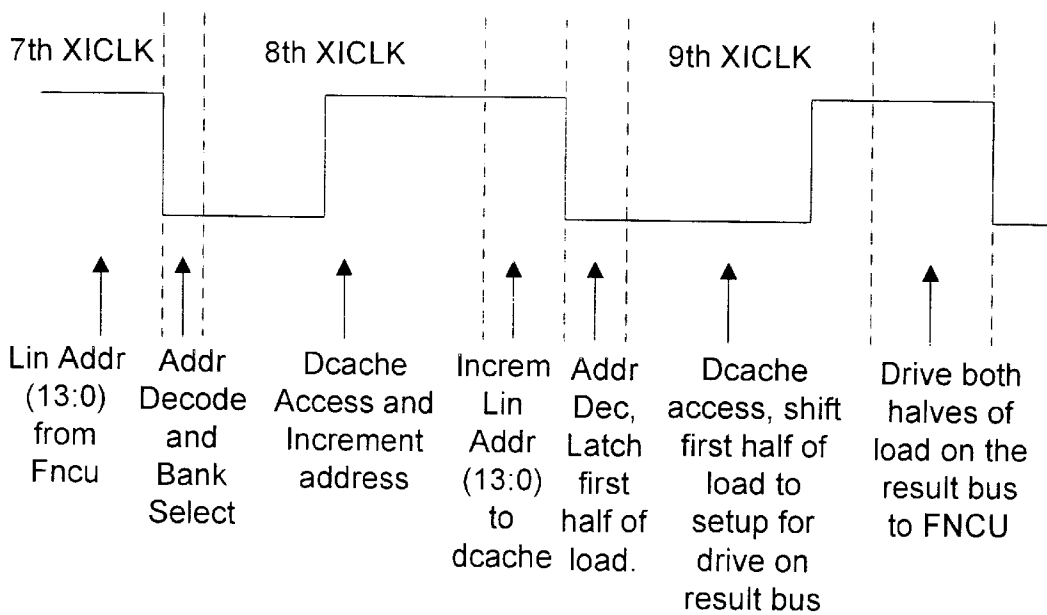 7th XICLK
8th XICLK
9th XICLK
Lin Addr
(13:0)
from
Fncu
Addr
Decode
and
Bank
Select
Dcache
Access and
Increment
address
Increm
Lin
Addr
(13:0)
to
dcache
Addr
Dec,
Latch
first
half of
load.
Dcache
access, shift
first half of
load to
setup for
drive on
result bus
Drive both
halves of
load on the
result bus
to FNCU